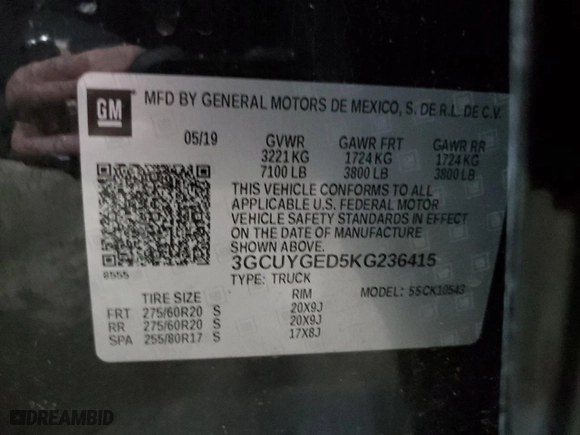 GM
MFD BY GENERAL MOTORS DE MEXICO, S. DE R.L. DE C.V.
05/19 GVWR GAWR FRT GAWR RR
3221 KG 1724 KG 1724 KG
7100 LB 3800 LB 3800 LB
THIS VEHICLE CONFORMS TO ALL
APPLICABLE U.S. FEDERAL MOTOR
VEHICLE SAFETY STANDARDS IN EFFECT
ON THE DATE OF MANUFACTURE
SHOWN ABOVE.
8555
3GCUYGED5KG236415
TYPE: TRUCK MODEL: 55CK10543
TIRE SIZE RIM
FRT 275/60R20 S 20X9J
RR 275/60R20 S 20X9J
SPA 255/80R17 S 17X8J
DREAMBID